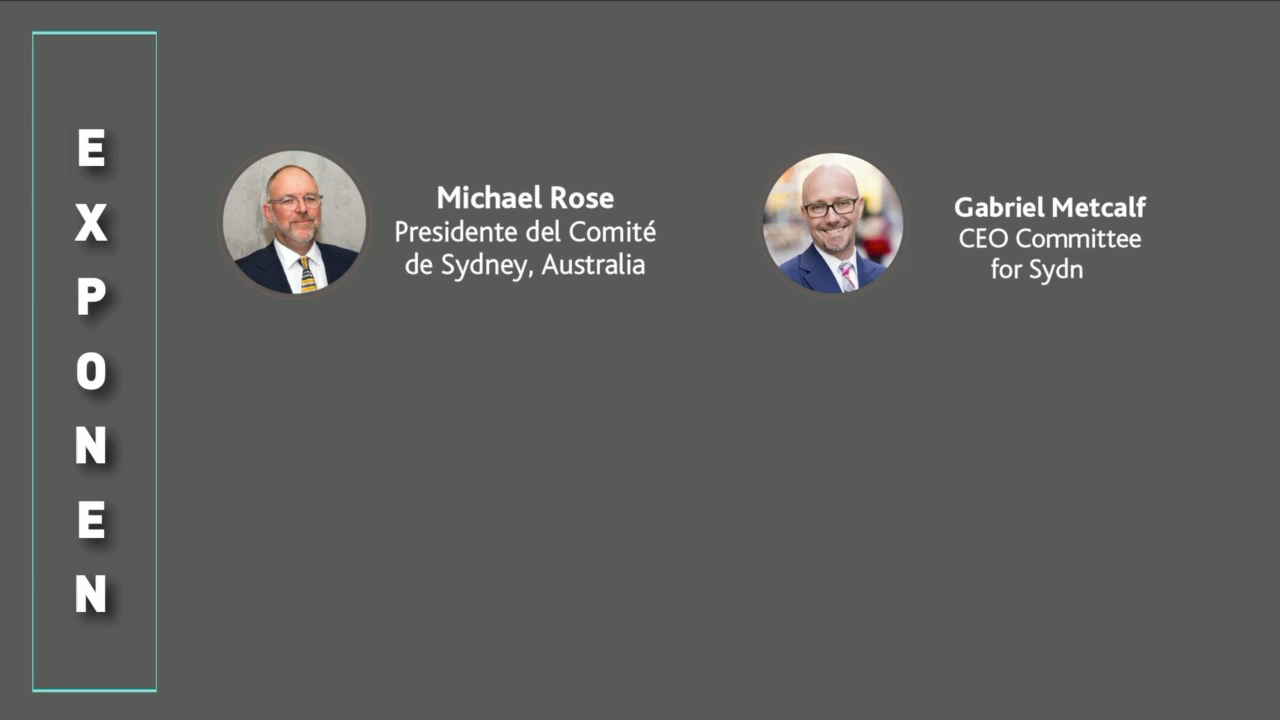 EXPONEN
Michael Rose
Presidente del Comité
de Sydney, Australia
Gabriel Metcalf
CEO Committee
for Sydn